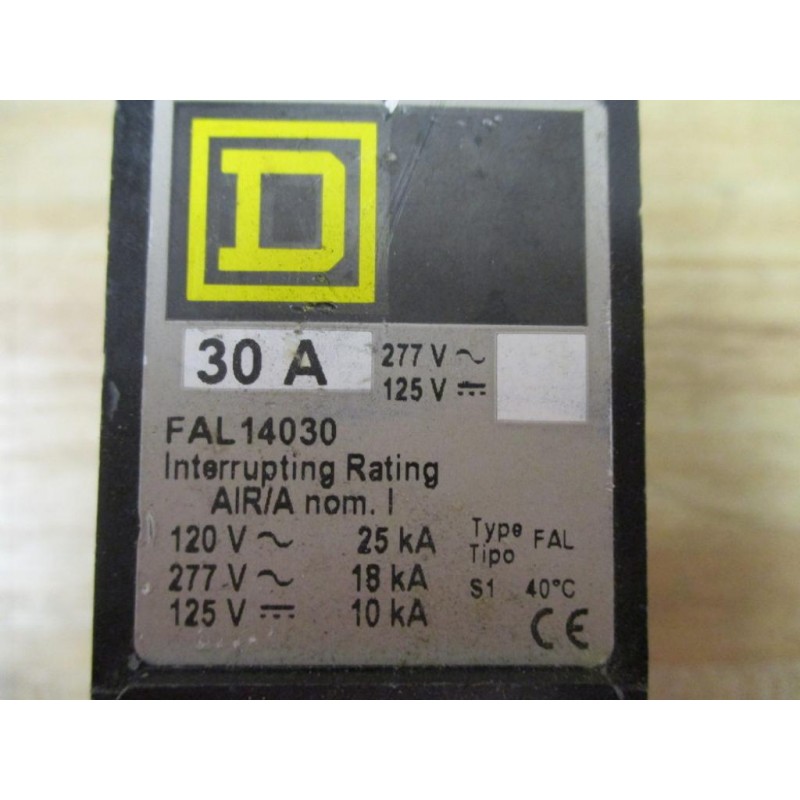 D
30 A
277 V ~
125 V ⎓
FAL14030
Interrupting Rating
AIR/A nom. I
120 V ~ 25 kA
277 V ~ 18 kA
125 V ⎓ 10 kA
Type
Tipo FAL
S1 40°C
CE